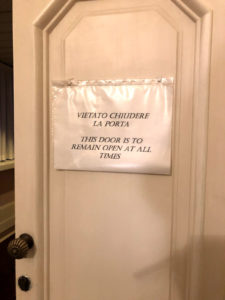 VIETATO CHIUDERE
LA PORTA
THIS DOOR IS TO
REMAIN OPEN AT ALL
TIMES